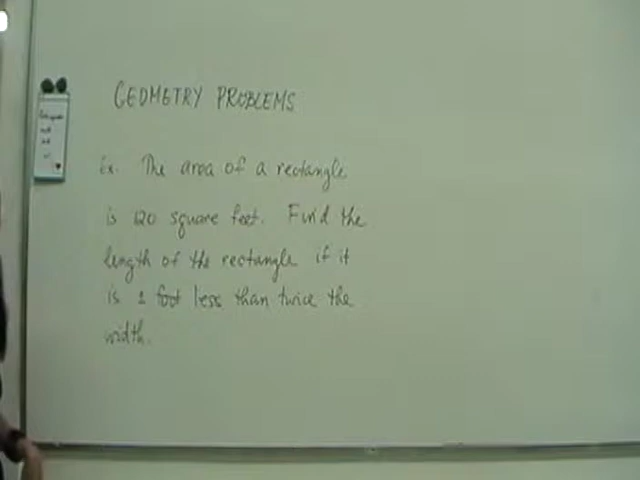 GEOMETRY PROBLEMS
Ex. The area of a rectangle
is 120 square feet. Find the
length of the rectangle if it
is 1 foot less than twice the
width.